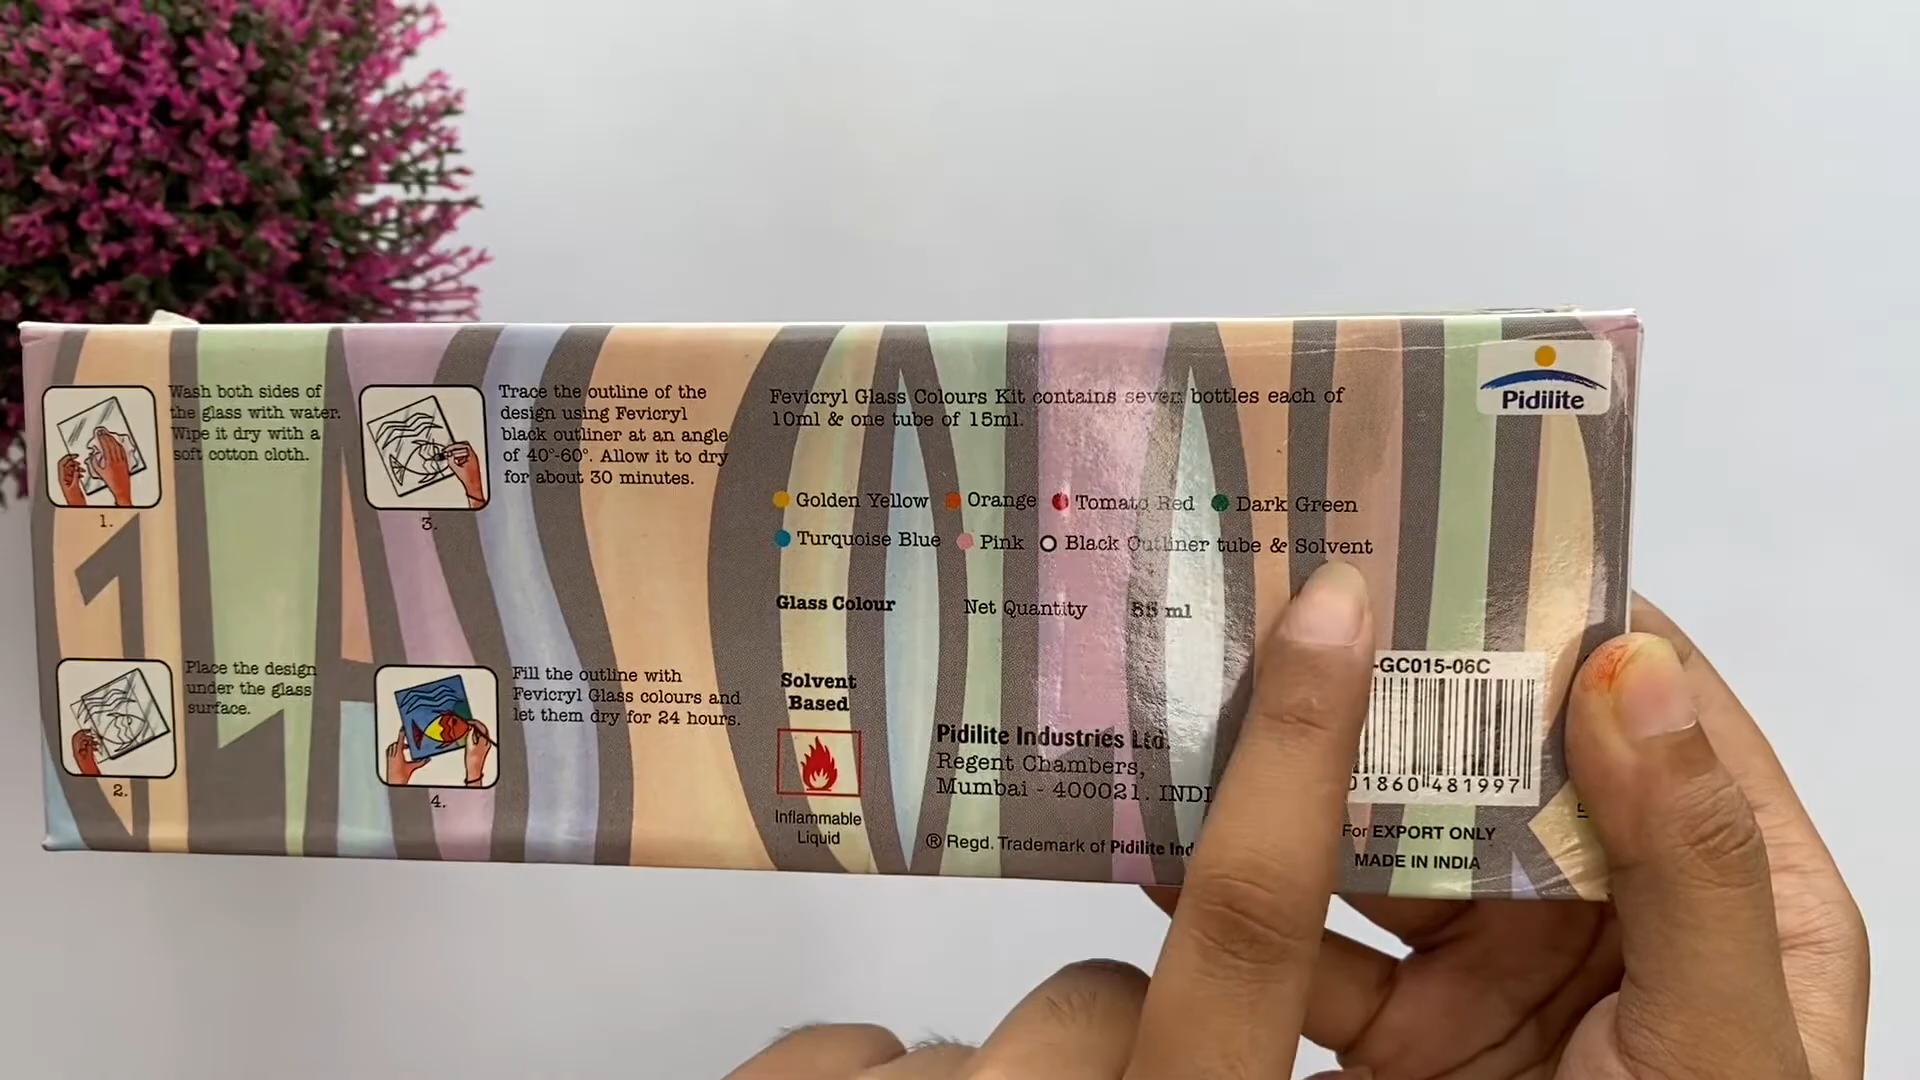 Wash both sides of
the glass with water.
Wipe it dry with a
soft cotton cloth.
1.
Place the design
under the glass
surface.
2.
Trace the outline of the
design using Fevicryl
black outliner at an angle
of 40°-60°. Allow it to dry
for about 30 minutes.
3.
Fill the outline with
Fevicryl Glass colours and
let them dry for 24 hours.
4.
Fevicryl Glass Colours Kit contains seven bottles each of
10ml & one tube of 15ml.
Golden Yellow Orange Tomato Red Dark Green
Turquoise Blue Pink Black Outliner tube & Solvent
Glass Colour Net Quantity 85 ml
Solvent
Based
Inflammable
Liquid
Pidilite Industries Ltd.
Regent Chambers,
Mumbai - 400021. INDI
® Regd. Trademark of Pidilite Ind
Pidilite
-GC015-06C
01860 481997
For EXPORT ONLY
MADE IN INDIA